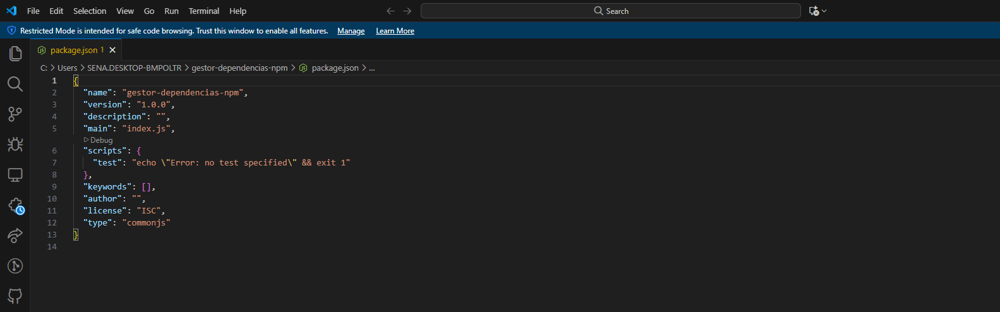 File Edit Selection View Go Run Terminal Help Search
Restricted Mode is intended for safe code browsing. Trust this window to enable all features. Manage Learn More
package.json 1
C: > Users > SENA.DESKTOP-BMPOLTR > gestor-dependencias-npm > package.json > ...
1 {
2 "name": "gestor-dependencias-npm",
3 "version": "1.0.0",
4 "description": "",
5 "main": "index.js",
Debug
6 "scripts": {
7 "test": "echo \"Error: no test specified\" && exit 1"
8 },
9 "keywords": [],
10 "author": "",
11 "license": "ISC",
12 "type": "commonjs"
13 }
14